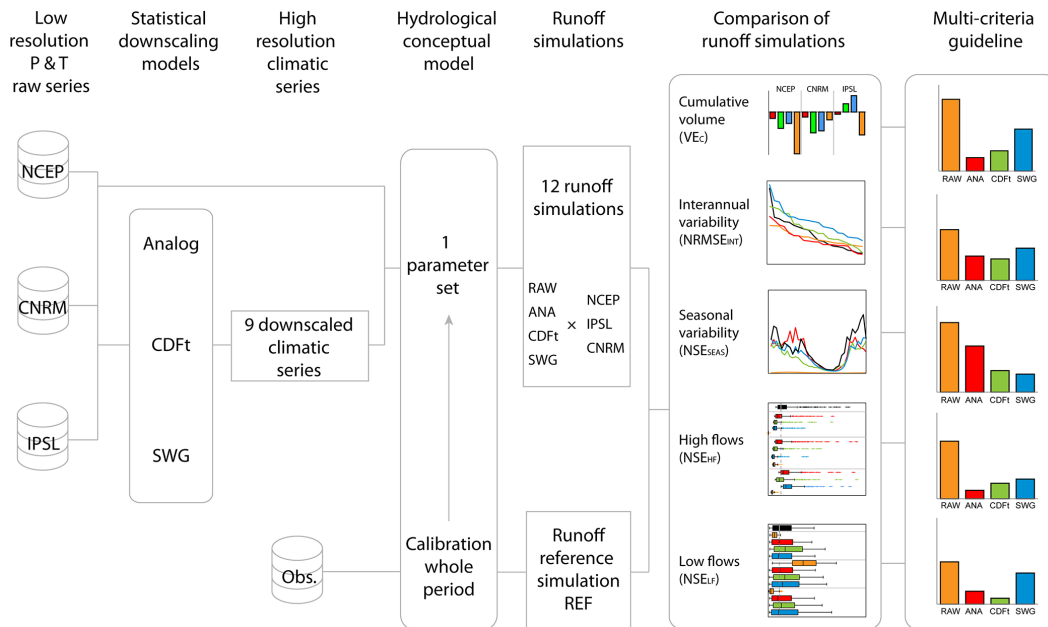 Low
resolution
P & T
raw series
Statistical
downscaling
models
High
resolution
climatic
series
Hydrological
conceptual
model
Runoff
simulations
Comparison of
runoff simulations
Multi-criteria
guideline
NCEP
CNRM
IPSL
Analog
CDFt
SWG
9 downscaled
climatic
series
Obs.
1
parameter
set
Calibration
whole
period
12 runoff
simulations
RAW
ANA
CDFt
SWG
×
NCEP
IPSL
CNRM
Runoff
reference
simulation
REF
Cumulative
volume
(VEC)
NCEP CNRM IPSL
Interannual
variability
(NRMSEINT)
Seasonal
variability
(NSESEAS)
High flows
(NSEHF)
Low flows
(NSELF)
RAW ANA CDFt SWG
RAW ANA CDFt SWG
RAW ANA CDFt SWG
RAW ANA CDFt SWG
RAW ANA CDFt SWG